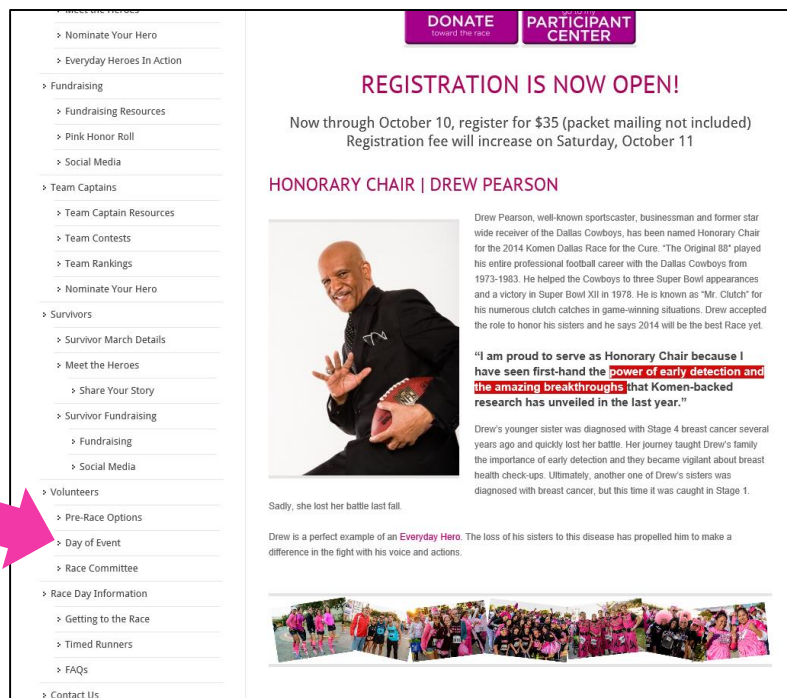 Meet the Heroes
> Nominate Your Hero
> Everyday Heroes In Action
> Fundraising
> Fundraising Resources
> Pink Honor Roll
> Social Media
> Team Captains
> Team Captain Resources
> Team Contests
> Team Rankings
> Nominate Your Hero
> Survivors
> Survivor March Details
> Meet the Heroes
> Share Your Story
> Survivor Fundraising
> Fundraising
> Social Media
> Volunteers
> Pre-Race Options
> Day of Event
> Race Committee
> Race Day Information
> Getting to the Race
> Timed Runners
> FAQs
> Contact Us
DONATE
toward the race
go to my
PARTICIPANT
CENTER
REGISTRATION IS NOW OPEN!
Now through October 10, register for $35 (packet mailing not included)
Registration fee will increase on Saturday, October 11
HONORARY CHAIR | DREW PEARSON
Drew Pearson, well-known sportscaster, businessman and former star
wide receiver of the Dallas Cowboys, has been named Honorary Chair
for the 2014 Komen Dallas Race for the Cure. "The Original 88" played
his entire professional football career with the Dallas Cowboys from
1973-1983. He helped the Cowboys to three Super Bowl appearances
and a victory in Super Bowl XII in 1978. He is known as "Mr. Clutch" for
his numerous clutch catches in game-winning situations. Drew accepted
the role to honor his sisters and he says 2014 will be the best Race yet.
“I am proud to serve as Honorary Chair because I
have seen first-hand the power of early detection and
the amazing breakthroughs that Komen-backed
research has unveiled in the last year.”
Drew's younger sister was diagnosed with Stage 4 breast cancer several
years ago and quickly lost her battle. Her journey taught Drew's family
the importance of early detection and they became vigilant about breast
health check-ups. Ultimately, another one of Drew's sisters was
diagnosed with breast cancer, but this time it was caught in Stage 1.
Sadly, she lost her battle last fall.
Drew is a perfect example of an Everyday Hero. The loss of his sisters to this disease has propelled him to make a
difference in the fight with his voice and actions.